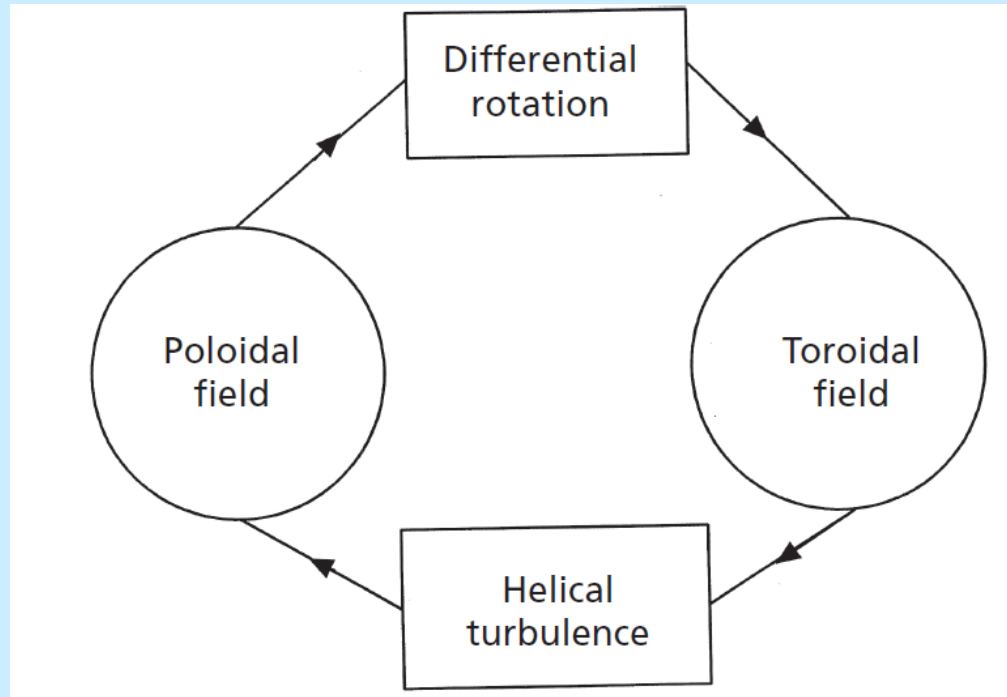 Differential
rotation
Poloidal
field
Toroidal
field
Helical
turbulence